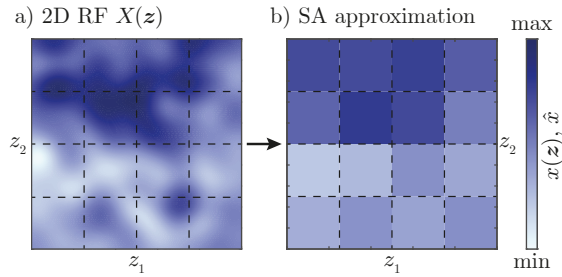 a) 2D RF X(z)
b) SA approximation
max
z₂
z₂
x(z), x̂
z₁
z₁
min